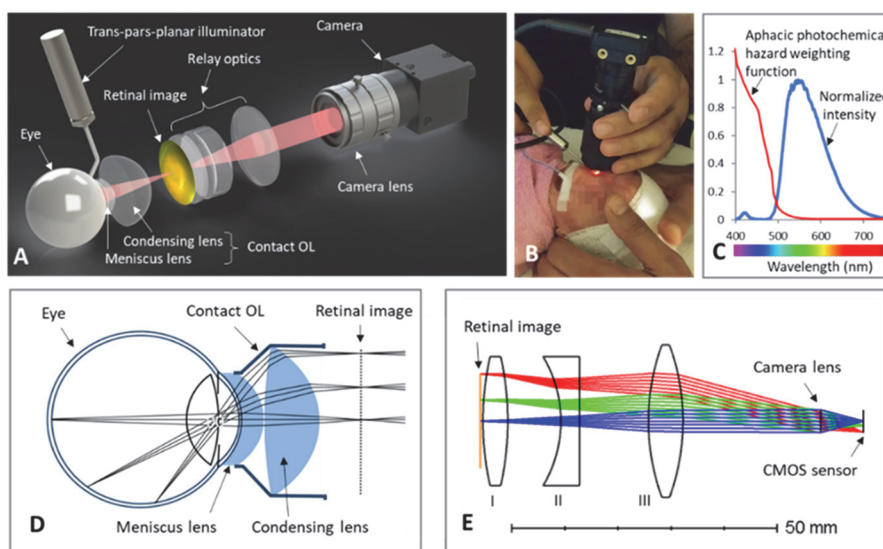 Trans-pars-planar illuminator
Camera
Relay optics
Retinal image
Eye
Camera lens
Condensing lens
Meniscus lens
Contact OL
A
B
Aphacic photochemical
hazard weighting
function
Normalized
intensity
1.2
1
0.8
0.6
0.4
0.2
0
400
500
600
700
C
Wavelength (nm)
Eye
Contact OL
Retinal image
Meniscus lens
Condensing lens
D
Retinal image
Camera lens
CMOS sensor
I
II
III
50 mm
E